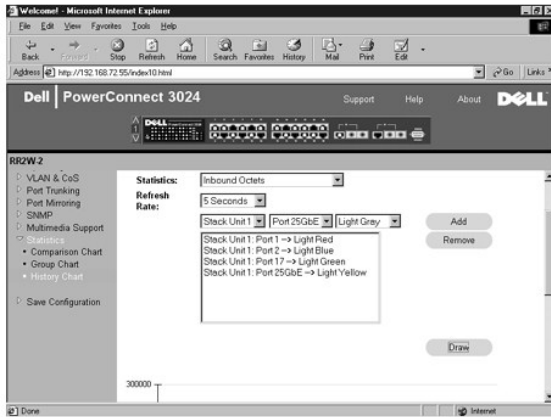 Welcome! - Microsoft Internet Explorer
File Edit View Favorites Tools Help
Back Forward Stop Refresh Home Search Favorites History Mail Print Edit
Address http://192.168.72.55/index10.html Go Links
Dell PowerConnect 3024 Support Help About DELL
DELL
RR2W-2
VLAN & CoS
Port Trunking
Port Mirroring
SNMP
Multimedia Support
Statistics
Comparison Chart
Group Chart
History Chart
Save Configuration
Statistics: Inbound Octets
Refresh Rate: 5 Seconds
Stack Unit 1 Port 25GbE Light Gray Add
Remove
Stack Unit 1: Port 1 --> Light Red
Stack Unit 1: Port 2 --> Light Blue
Stack Unit 1: Port 17 --> Light Green
Stack Unit 1: Port 25GbE --> Light Yellow
Draw
300000
Done Internet